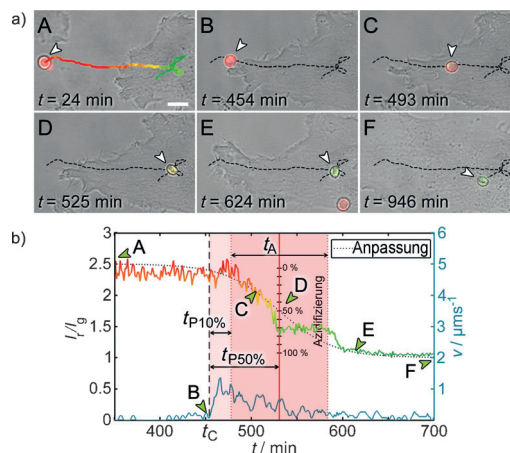 a)
A
B
C
t = 24 min
t = 454 min
t = 493 min
D
E
F
t = 525 min
t = 624 min
t = 946 min
b)
3
2.5
2
1.5
1
0.5
0
Ir/Ig
A
B
C
D
E
F
tA
tP10%
tP50%
0 %
50 %
100 %
Azidifizierung
Anpassung
6
5
4
3
2
1
0
v / µms⁻¹
400
tC
500
600
700
t / min